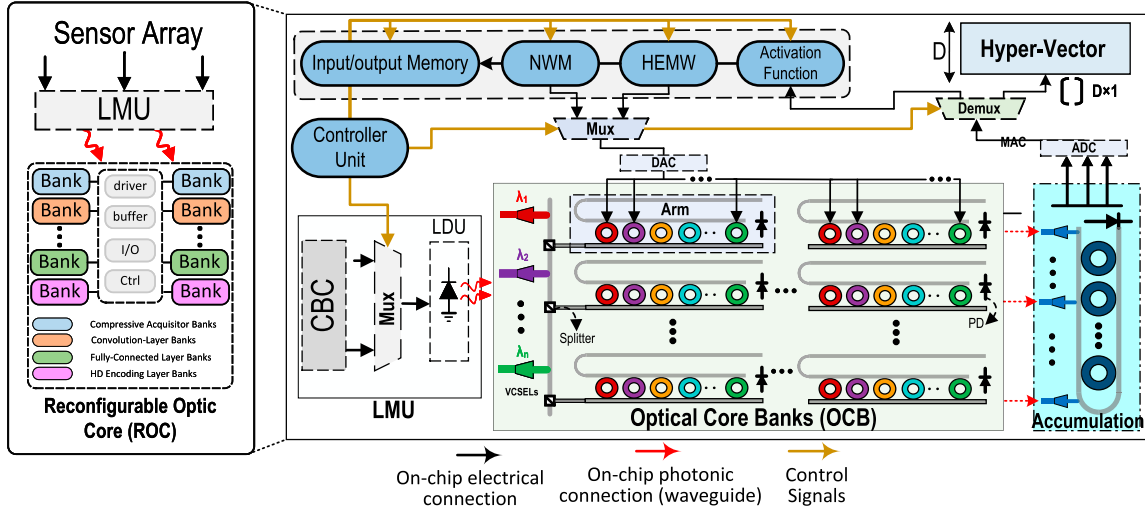 Sensor Array
LMU
Bank
Bank
Bank
Bank
Bank
Bank
Bank
Bank
driver
buffer
I/O
Ctrl
Compressive Acquisitor Banks
Convolution-Layer Banks
Fully-Connected Layer Banks
HD Encoding Layer Banks
Reconfigurable Optic
Core (ROC)
Input/output Memory
NWM
HEMW
Activation
Function
D
Hyper-Vector
[ ] D×1
Controller
Unit
Mux
Demux
DAC
MAC
ADC
CBC
Mux
LDU
LMU
λ1
λ2
λn
VCSELs
Arm
Splitter
PD
Optical Core Banks (OCB)
Accumulation
On-chip electrical
connection
On-chip photonic
connection (waveguide)
Control
Signals